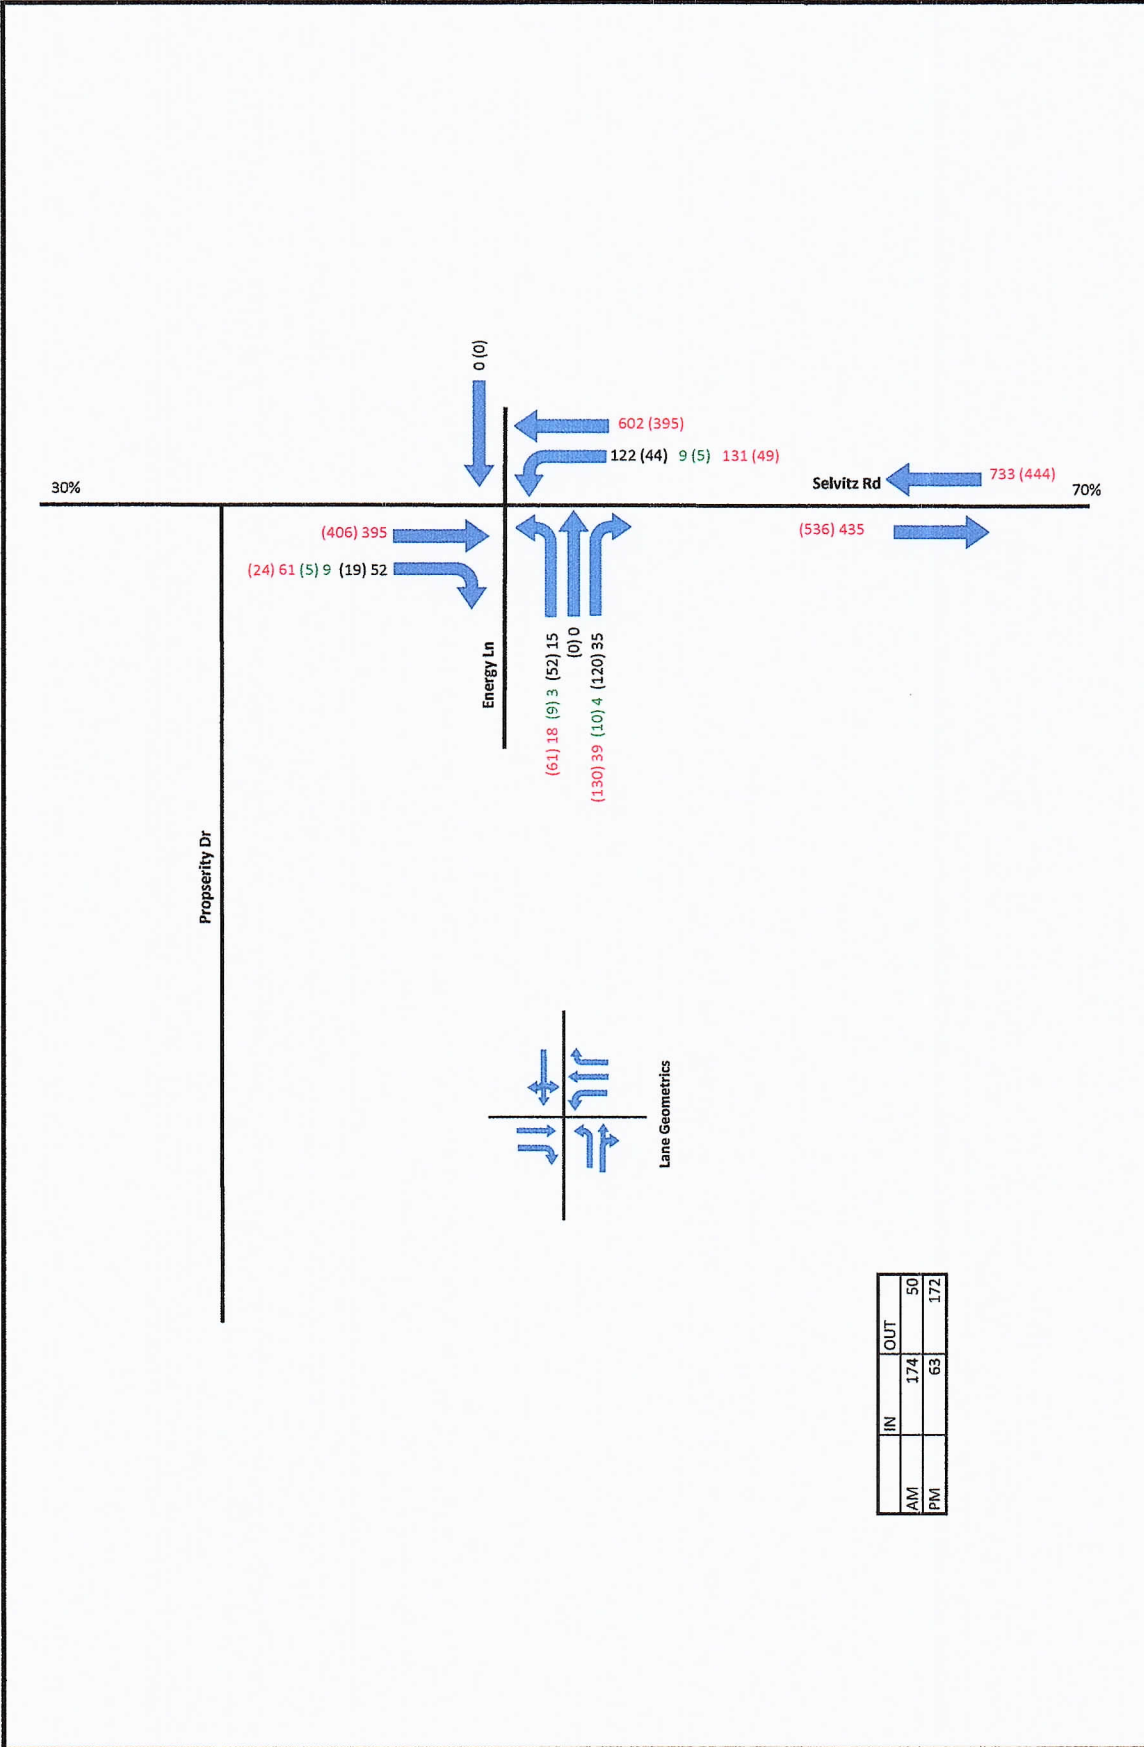 0 (0)
602 (395)
122 (44) 9 (5) 131 (49)
30%
Selvitz Rd
733 (444)
70%
(406) 395
(536) 435
(24) 61 (5) 9 (19) 52
Energy Ln
(61) 18 (9) 3 (52) 15
(0) 0
(130) 39 (10) 4 (120) 35
Propserity Dr
Lane Geometrics
IN OUT
AM 174 50
PM 63 172